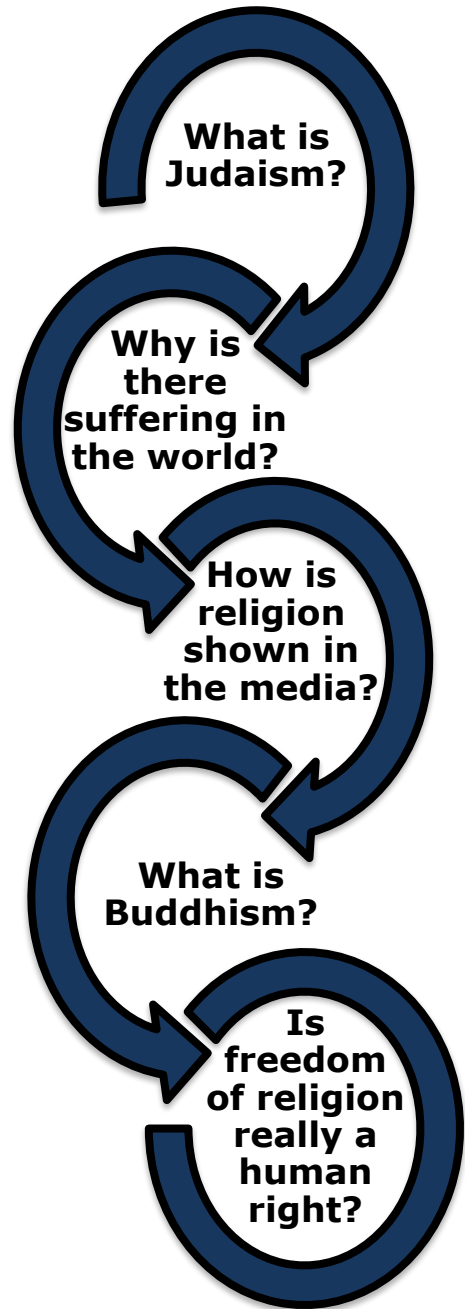 What is
Judaism?
Why is
there
suffering in
the world?
How is
religion
shown in
the media?
What is
Buddhism?
Is
freedom
of religion
really a
human
right?